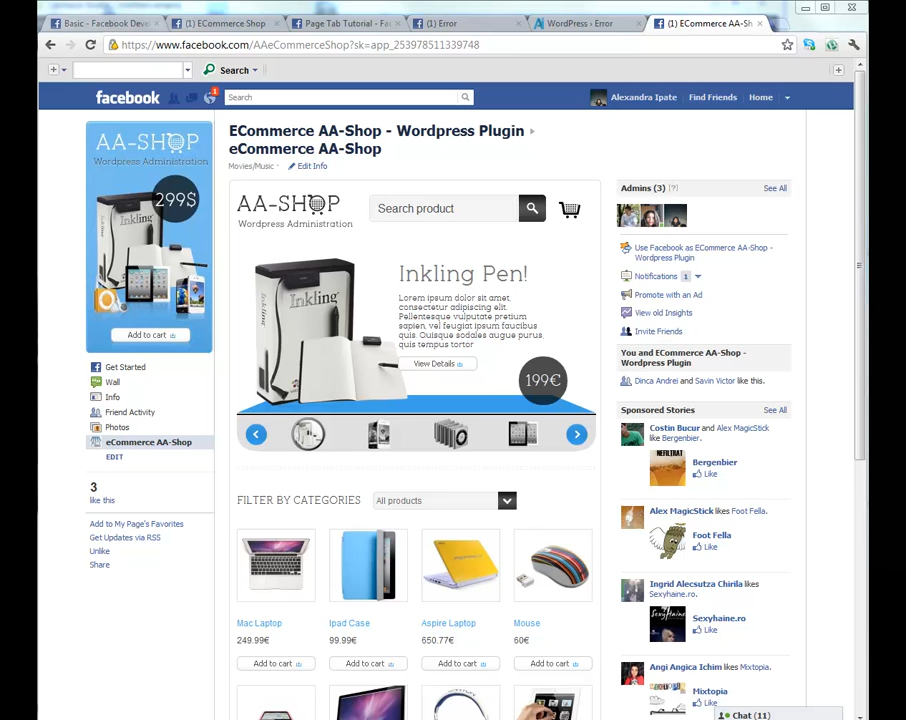 Basic - Facebook Deve
(1) ECommerce Shop
Page Tab Tutorial - Fac
(1) Error
WordPress › Error
(1) ECommerce AA-Sh
https://www.facebook.com/AAeCommerceShop?sk=app_253978511339748
Search
facebook
1
Search
Alexandra Ipate
Find Friends
Home
AA-SHOP
Wordpress Administration
299$
Inkling
Add to cart
Get Started
Wall
Info
Friend Activity
Photos
eCommerce AA-Shop
EDIT
3
like this
Add to My Page's Favorites
Get Updates via RSS
Unlike
Share
ECommerce AA-Shop - Wordpress Plugin
eCommerce AA-Shop
Movies/Music ·
Edit Info
AA-SHOP
Wordpress Administration
Search product
Inkling
Inkling Pen!
Lorem ipsum dolor sit amet,
consectetur adipiscing elit.
Pellentesque vulputate pretium
sapien, vel feugiat ipsum faucibus
quis. Quisque sodales augue purus,
quis tempus tortor
View Details
199€
FILTER BY CATEGORIES
All products
Mac Laptop
249.99€
Add to cart
Ipad Case
99.99€
Add to cart
Aspire Laptop
650.77€
Add to cart
Mouse
60€
Add to cart
Admins (3) [?]
See All
Use Facebook as ECommerce AA-Shop -
Wordpress Plugin
Notifications 1
Promote with an Ad
View old Insights
Invite Friends
You and ECommerce AA-Shop -
Wordpress Plugin
Dinca Andrei and Savin Victor like this.
Sponsored Stories
See All
Costin Bucur and Alex MagicStick
like Bergenbier.
NEFILTRAT
Bergenbier
Like
Alex MagicStick likes Foot Fella.
Foot Fella
Like
Ingrid Alecsutza Chirila likes
Sexyhaine.ro.
SexyHaine
Sexyhaine.ro
Like
Angi Angica Ichim likes Mixtopia.
Mixtopia
Like
Chat (11)